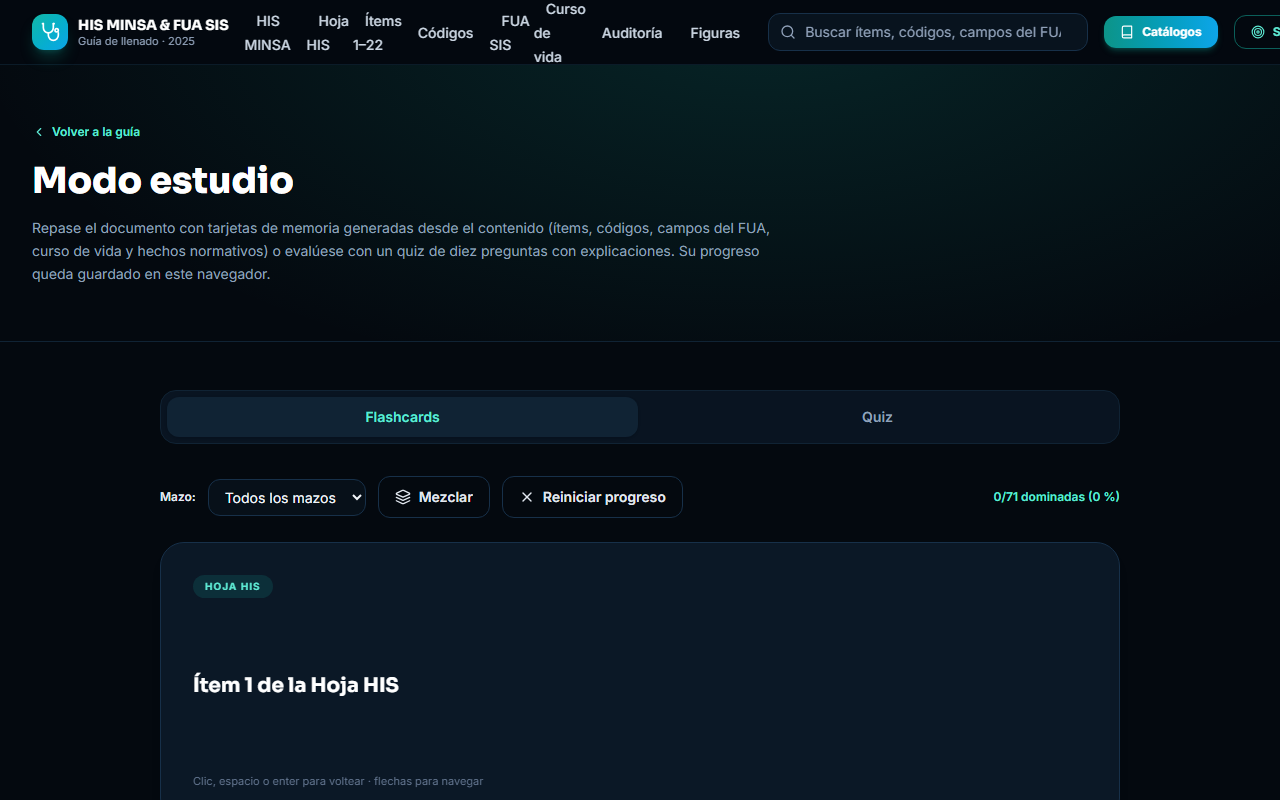 HIS MINSA & FUA SIS
Guía de llenado · 2025
HIS MINSA
Hoja HIS
Ítems 1–22
Códigos
FUA SIS
Curso de vida
Auditoría
Figuras
Buscar ítems, códigos, campos del FU
Catálogos
S
Volver a la guía
Modo estudio
Repase el documento con tarjetas de memoria generadas desde el contenido (ítems, códigos, campos del FUA,
curso de vida y hechos normativos) o evalúese con un quiz de diez preguntas con explicaciones. Su progreso
queda guardado en este navegador.
Flashcards
Quiz
Mazo:
Todos los mazos
Mezclar
Reiniciar progreso
0/71 dominadas (0 %)
HOJA HIS
Ítem 1 de la Hoja HIS
Clic, espacio o enter para voltear · flechas para navegar